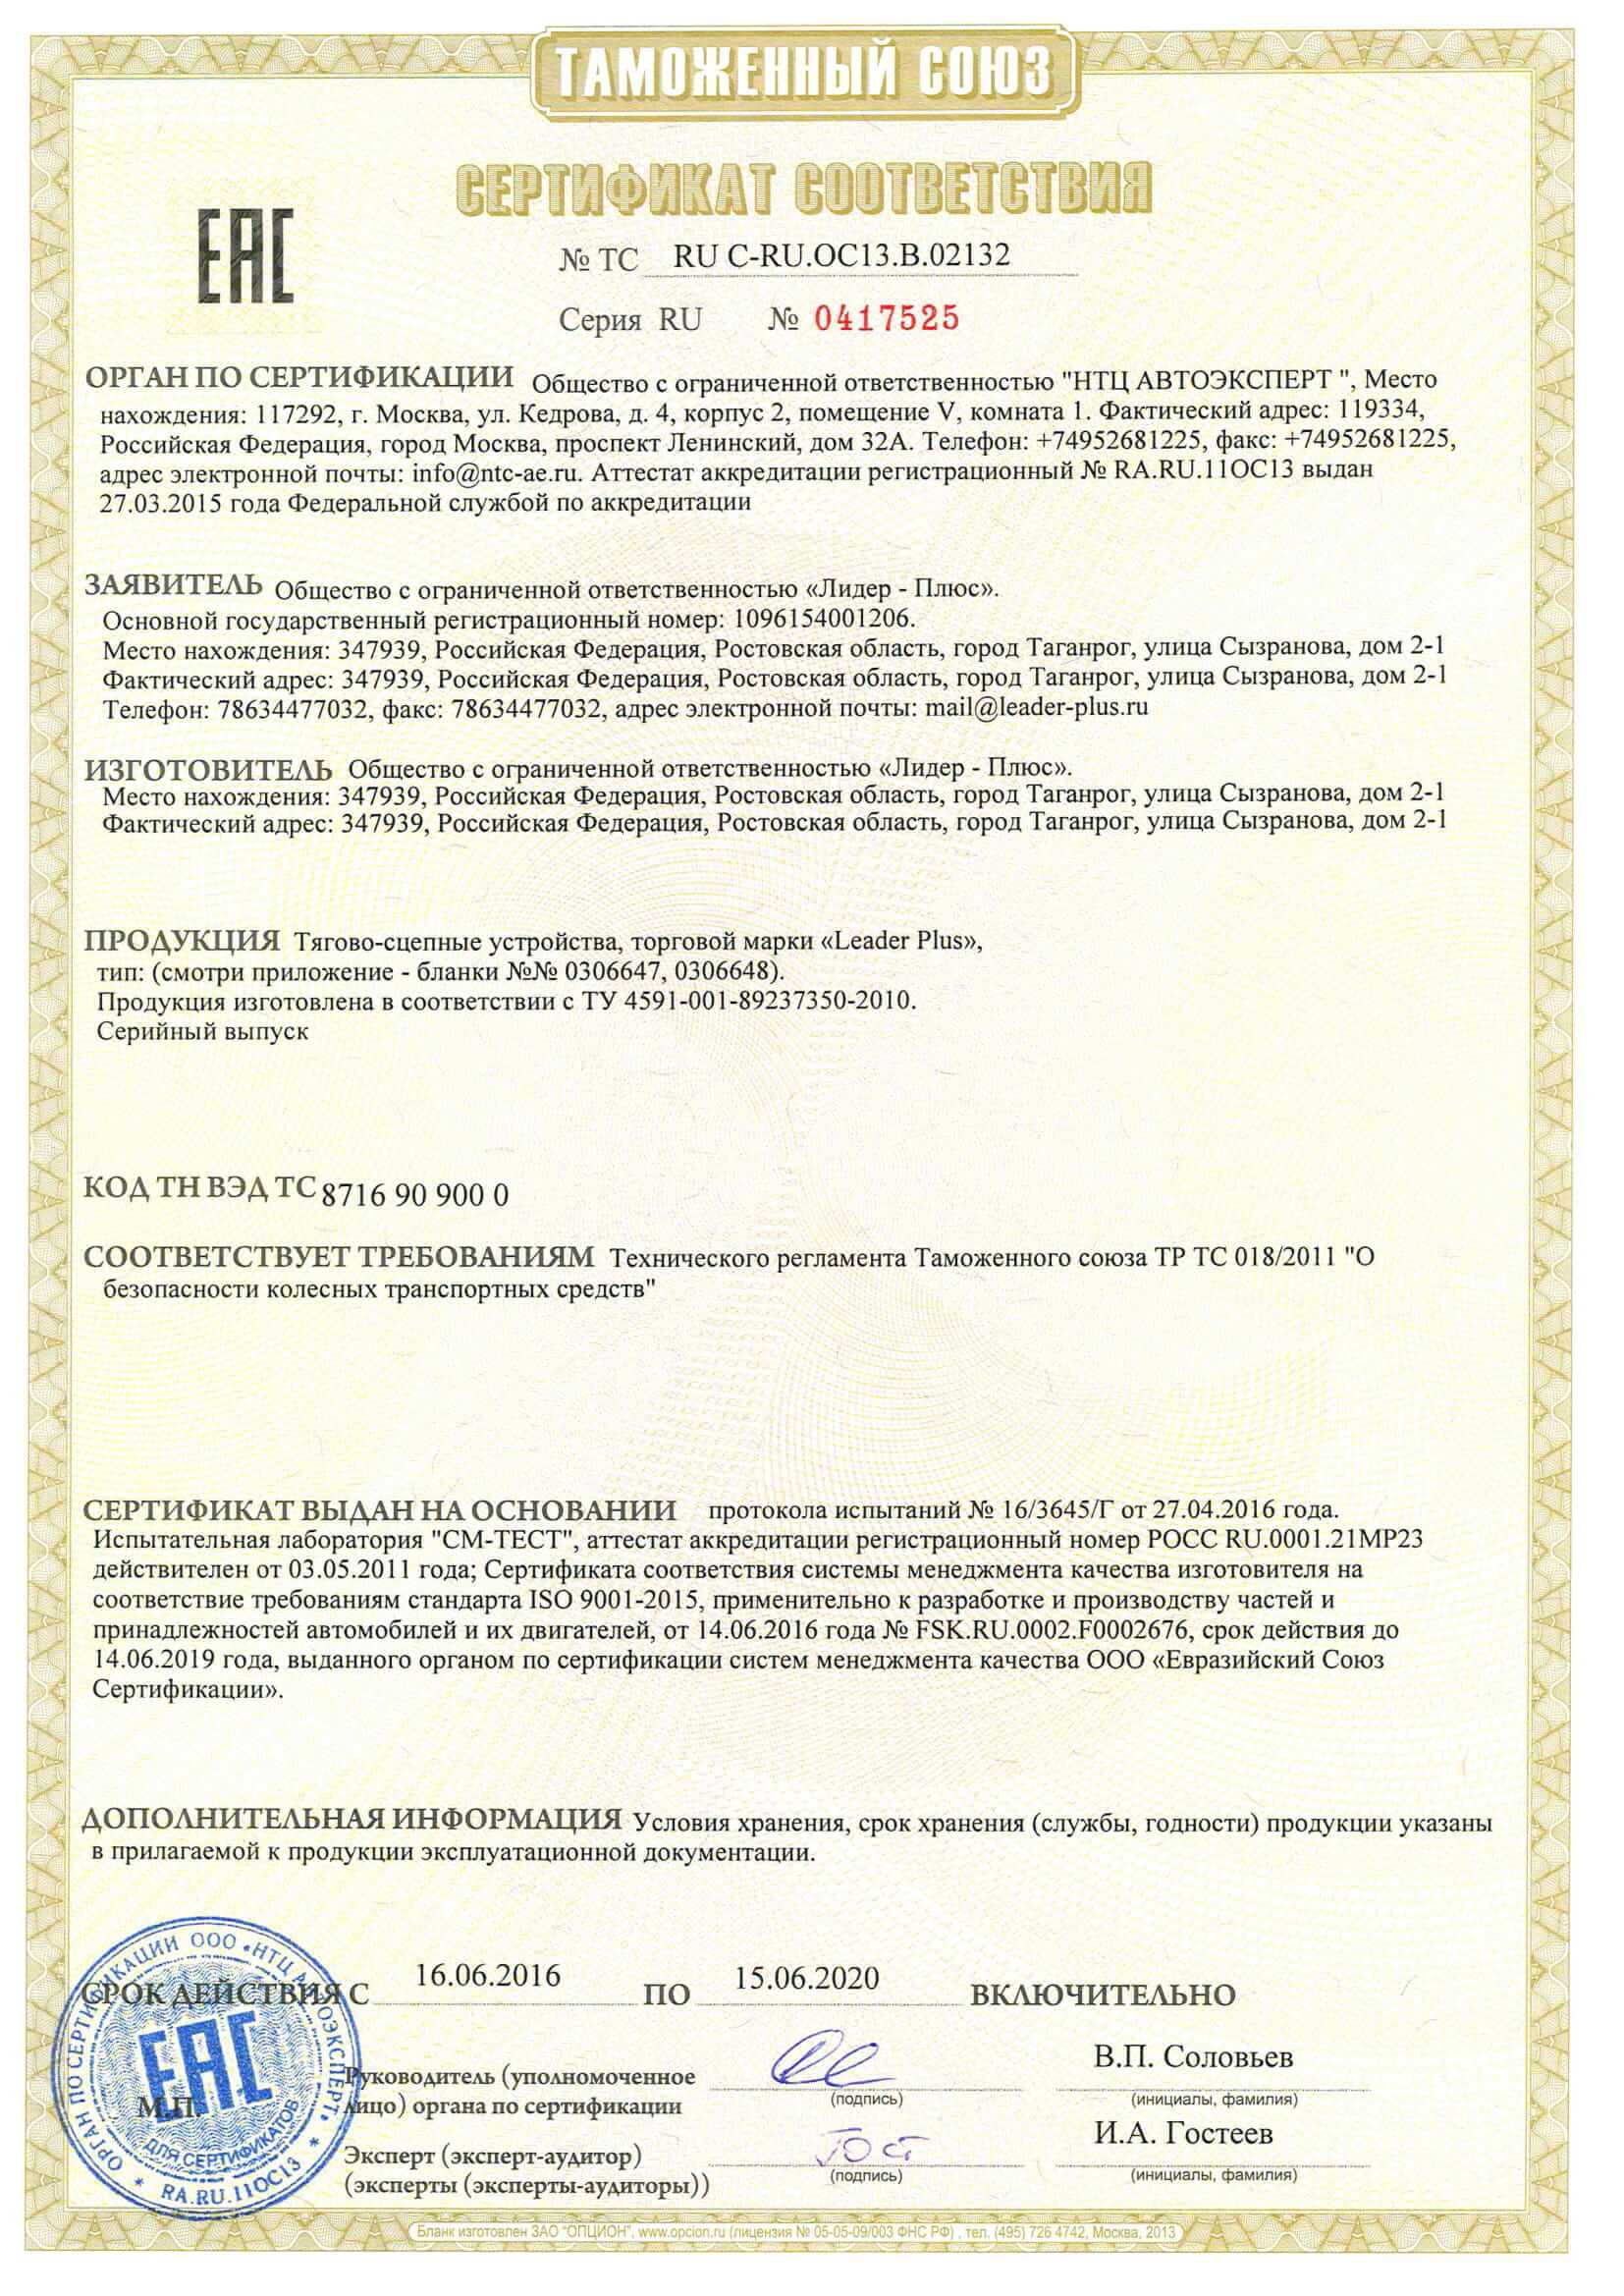 ТАМОЖЕННЫЙ СОЮЗ
СЕРТИФИКАТ СООТВЕТСТВИЯ
ЕАС
№ ТС RU C-RU.ОС13.В.02132
Серия RU № 0417525
ОРГАН ПО СЕРТИФИКАЦИИ Общество с ограниченной ответственностью "НТЦ АВТОЭКСПЕРТ ", Место
нахождения: 117292, г. Москва, ул. Кедрова, д. 4, корпус 2, помещение V, комната 1. Фактический адрес: 119334,
Российская Федерация, город Москва, проспект Ленинский, дом 32А. Телефон: +74952681225, факс: +74952681225,
адрес электронной почты: info@ntc-ae.ru. Аттестат аккредитации регистрационный № RA.RU.11ОС13 выдан
27.03.2015 года Федеральной службой по аккредитации
ЗАЯВИТЕЛЬ Общество с ограниченной ответственностью «Лидер - Плюс».
Основной государственный регистрационный номер: 1096154001206.
Место нахождения: 347939, Российская Федерация, Ростовская область, город Таганрог, улица Сызранова, дом 2-1
Фактический адрес: 347939, Российская Федерация, Ростовская область, город Таганрог, улица Сызранова, дом 2-1
Телефон: 78634477032, факс: 78634477032, адрес электронной почты: mail@leader-plus.ru
ИЗГОТОВИТЕЛЬ Общество с ограниченной ответственностью «Лидер - Плюс».
Место нахождения: 347939, Российская Федерация, Ростовская область, город Таганрог, улица Сызранова, дом 2-1
Фактический адрес: 347939, Российская Федерация, Ростовская область, город Таганрог, улица Сызранова, дом 2-1
ПРОДУКЦИЯ Тягово-сцепные устройства, торговой марки «Leader Plus»,
тип: (смотри приложение - бланки №№ 0306647, 0306648).
Продукция изготовлена в соответствии с ТУ 4591-001-89237350-2010.
Серийный выпуск
КОД ТН ВЭД ТС 8716 90 900 0
СООТВЕТСТВУЕТ ТРЕБОВАНИЯМ Технического регламента Таможенного союза ТР ТС 018/2011 "О
безопасности колесных транспортных средств"
СЕРТИФИКАТ ВЫДАН НА ОСНОВАНИИ протокола испытаний № 16/3645/Г от 27.04.2016 года.
Испытательная лаборатория "СМ-ТЕСТ", аттестат аккредитации регистрационный номер РОСС RU.0001.21МР23
действителен от 03.05.2011 года; Сертификата соответствия системы менеджмента качества изготовителя на
соответствие требованиям стандарта ISO 9001-2015, применительно к разработке и производству частей и
принадлежностей автомобилей и их двигателей, от 14.06.2016 года № FSK.RU.0002.F0002676, срок действия до
14.06.2019 года, выданного органом по сертификации систем менеджмента качества ООО «Евразийский Союз
Сертификации».
ДОПОЛНИТЕЛЬНАЯ ИНФОРМАЦИЯ Условия хранения, срок хранения (службы, годности) продукции указаны
в прилагаемой к продукции эксплуатационной документации.
СРОК ДЕЙСТВИЯ С 16.06.2016 ПО 15.06.2020 ВКЛЮЧИТЕЛЬНО
ОРГАН ПО СЕРТИФИКАЦИИ ООО «НТЦ АВТОЭКСПЕРТ»
ЕАС
ДЛЯ СЕРТИФИКАТОВ
* RA.RU.11ОС13 *
М.П.
Руководитель (уполномоченное
лицо) органа по сертификации
(подпись)
В.П. Соловьев
(инициалы, фамилия)
Эксперт (эксперт-аудитор)
(эксперты (эксперты-аудиторы))
Гост
(подпись)
И.А. Гостеев
(инициалы, фамилия)
Бланк изготовлен ЗАО "ОПЦИОН", www.opcion.ru (лицензия № 05-05-09/003 ФНС РФ) , тел. (495) 726 4742, Москва, 2013